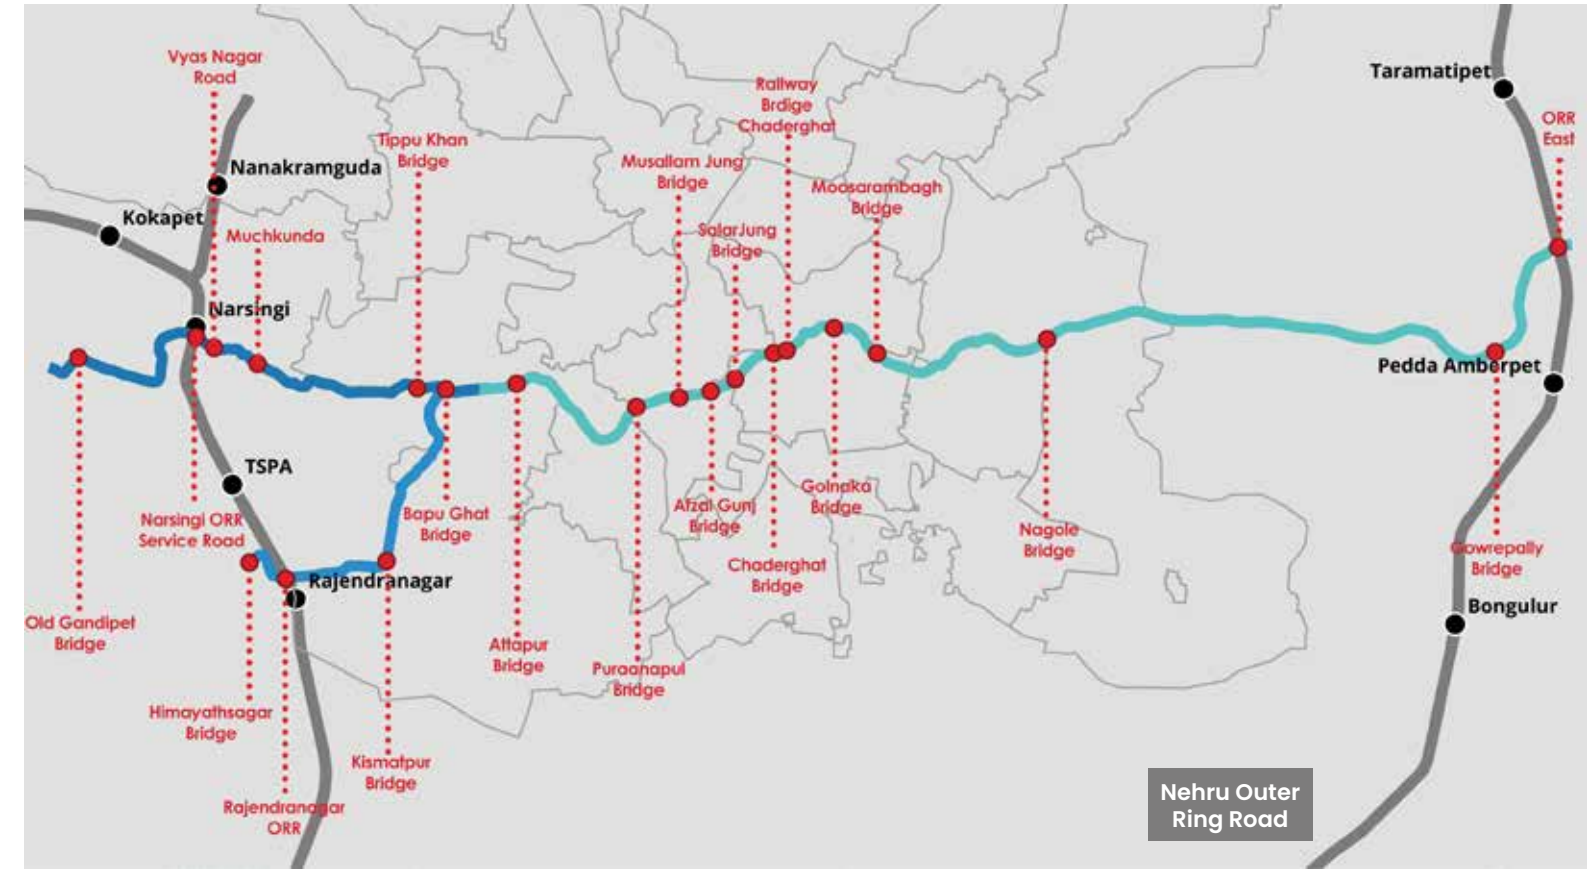 Vyas Nagar
Road
Nanakramguda
Kokapet
Muchkunda
Narsingi
Tippu Khan
Bridge
Musallam Jung
Bridge
SalarJung
Bridge
Railway
Brdige
Chaderghat
Moosarambagh
Bridge
Taramatipet
ORR
East
Pedda Amberpet
TSPA
Narsingi ORR
Service Road
Rajendranagar
Bapu Ghat
Bridge
Afzal Gunj
Bridge
Golnaka
Bridge
Chaderghat
Bridge
Nagole
Bridge
Gowrepally
Bridge
Bongulur
Old Gandipet
Bridge
Attapur
Bridge
Puraanapul
Bridge
Himayathsagar
Bridge
Kismatpur
Bridge
Rajendranagar
ORR
Nehru Outer
Ring Road